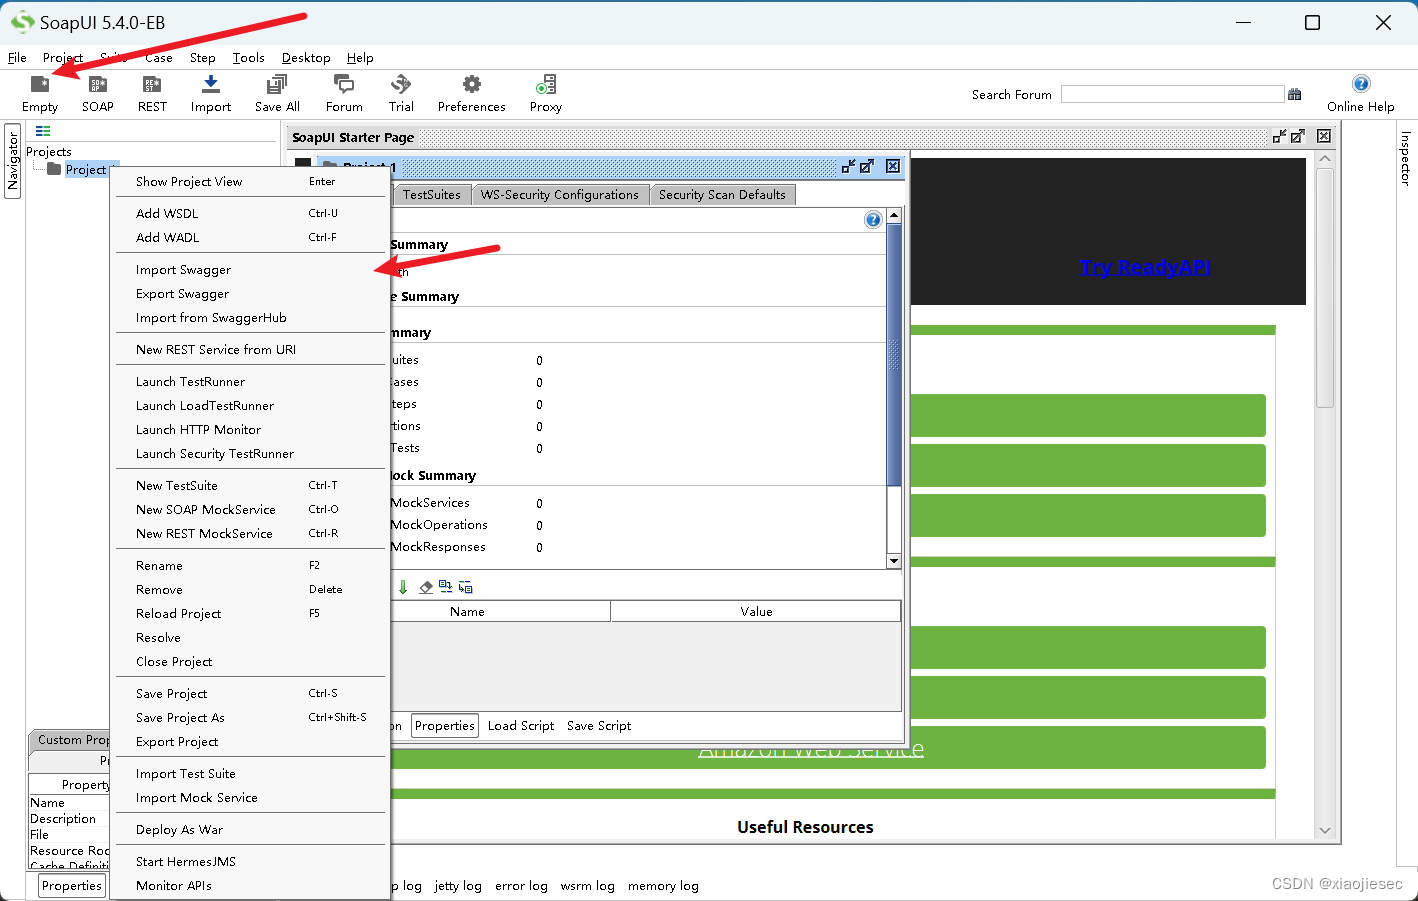 SoapUI 5.4.0-EB
File Project Suite Case Step Tools Desktop Help
Empty SOAP REST Import Save All Forum Trial Preferences Proxy Search Forum Online Help
Navigator
Inspector
Projects
Project
SoapUI Starter Page
Project 1
TestSuites WS-Security Configurations Security Scan Defaults
Show Project View Enter
Add WSDL Ctrl-U
Add WADL Ctrl-F
Import Swagger
Export Swagger
Import from SwaggerHub
New REST Service from URI
Launch TestRunner
Launch LoadTestRunner
Launch HTTP Monitor
Launch Security TestRunner
New TestSuite Ctrl-T
New SOAP MockService Ctrl-O
New REST MockService Ctrl-R
Rename F2
Remove Delete
Reload Project F5
Resolve
Close Project
Save Project Ctrl-S
Save Project As Ctrl+Shift-S
Export Project
Import Test Suite
Import Mock Service
Deploy As War
Start HermesJMS
Monitor APIs
Summary
th
e Summary
mmary
uites 0
ases 0
teps 0
tions 0
Tests 0
ock Summary
MockServices 0
MockOperations 0
MockResponses 0
Name Value
on Properties Load Script Save Script
Try ReadyAPI
Amazon Web Service
Useful Resources
Custom Prop
Pr
Property
Name
Description
File
Resource Roo
Cache Definiti
Properties
p log jetty log error log wsrm log memory log
CSDN @xiaojiesec